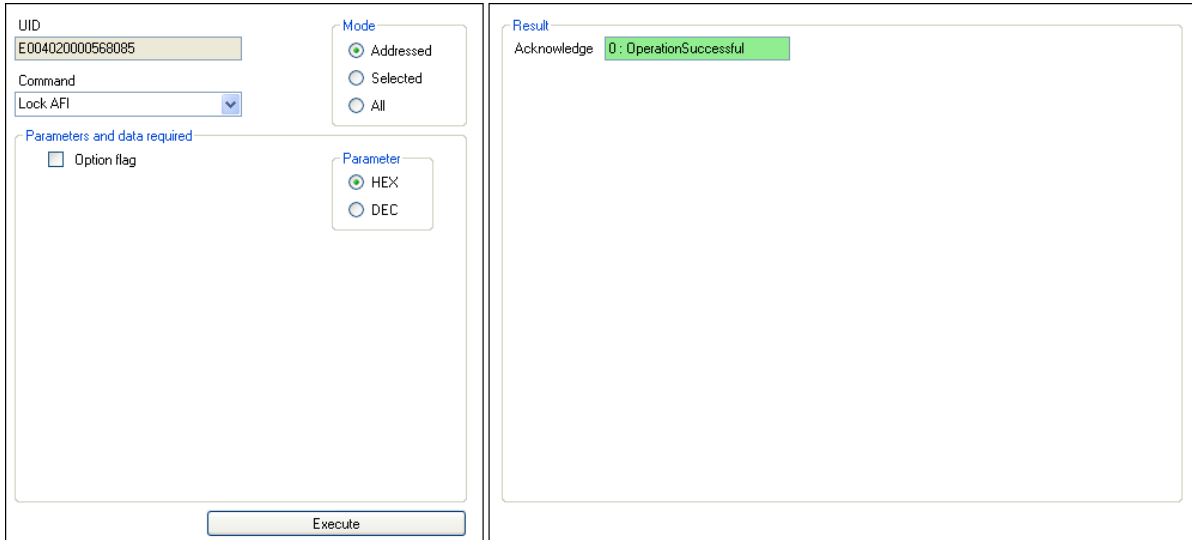 UID
E004020000568085
Command
Lock AFI
Mode
Addressed
Selected
All
Parameters and data required
Option flag
Parameter
HEX
DEC
Execute
Result
Acknowledge 0 : OperationSuccessful